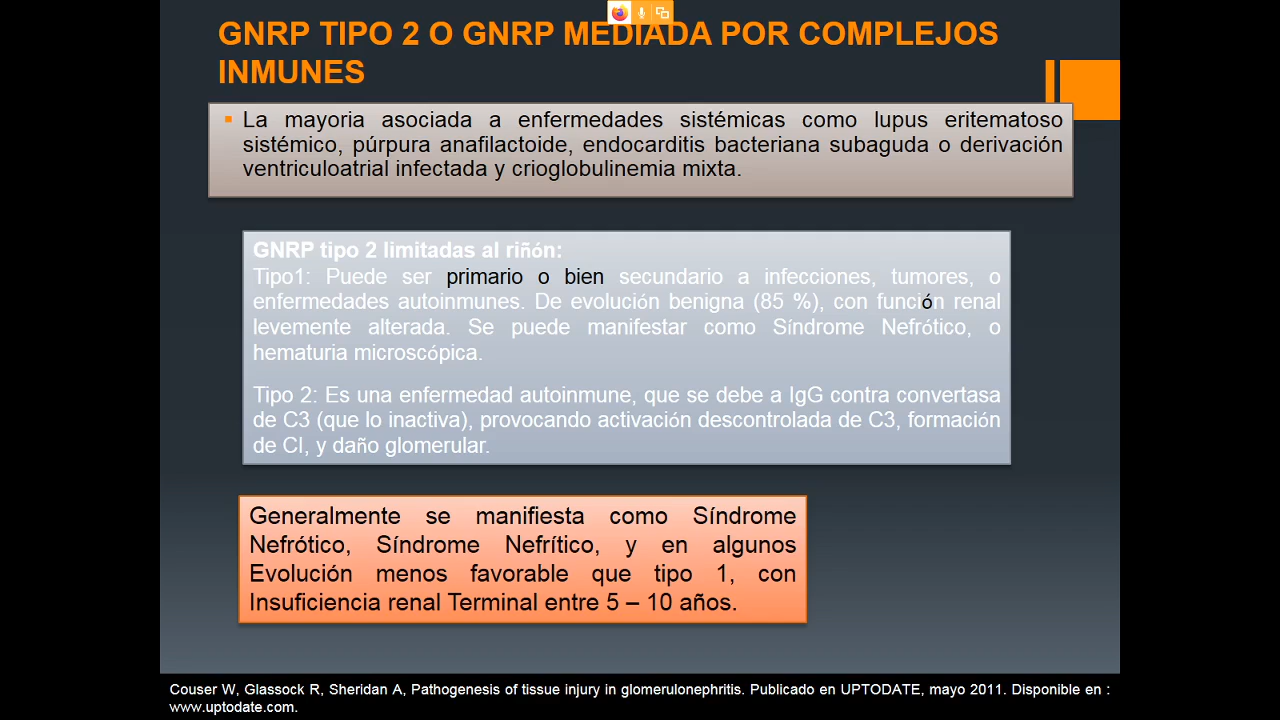 GNRP TIPO 2 O GNRP MEDIADA POR COMPLEJOS
INMUNES
La mayoria asociada a enfermedades sistémicas como lupus eritematoso
sistémico, púrpura anafilactoide, endocarditis bacteriana subaguda o derivación
ventriculoatrial infectada y crioglobulinemia mixta.
GNRP tipo 2 limitadas al riñón:
Tipo1: Puede ser primario o bien secundario a infecciones, tumores, o
enfermedades autoinmunes. De evolución benigna (85 %), con función renal
levemente alterada. Se puede manifestar como Síndrome Nefrótico, o
hematuria microscópica.
Tipo 2: Es una enfermedad autoinmune, que se debe a IgG contra convertasa
de C3 (que lo inactiva), provocando activación descontrolada de C3, formación
de CI, y daño glomerular.
Generalmente se manifiesta como Síndrome
Nefrótico, Síndrome Nefrítico, y en algunos
Evolución menos favorable que tipo 1, con
Insuficiencia renal Terminal entre 5 – 10 años.
Couser W, Glassock R, Sheridan A, Pathogenesis of tissue injury in glomerulonephritis. Publicado en UPTODATE, mayo 2011. Disponible en :
www.uptodate.com.